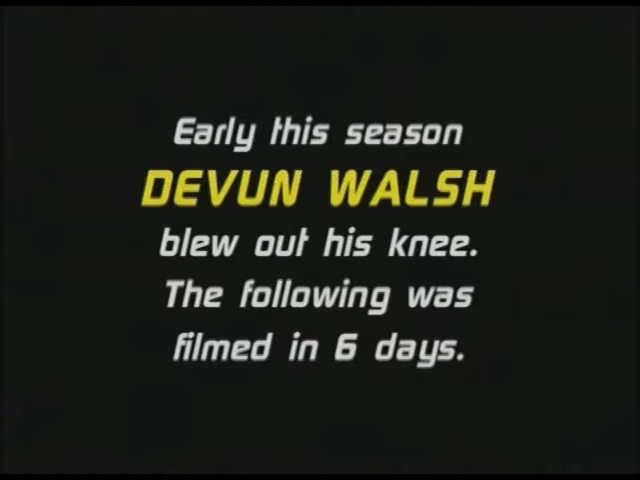 Early this season
DEVUN WALSH
blew out his knee.
The following was
filmed in 6 days.